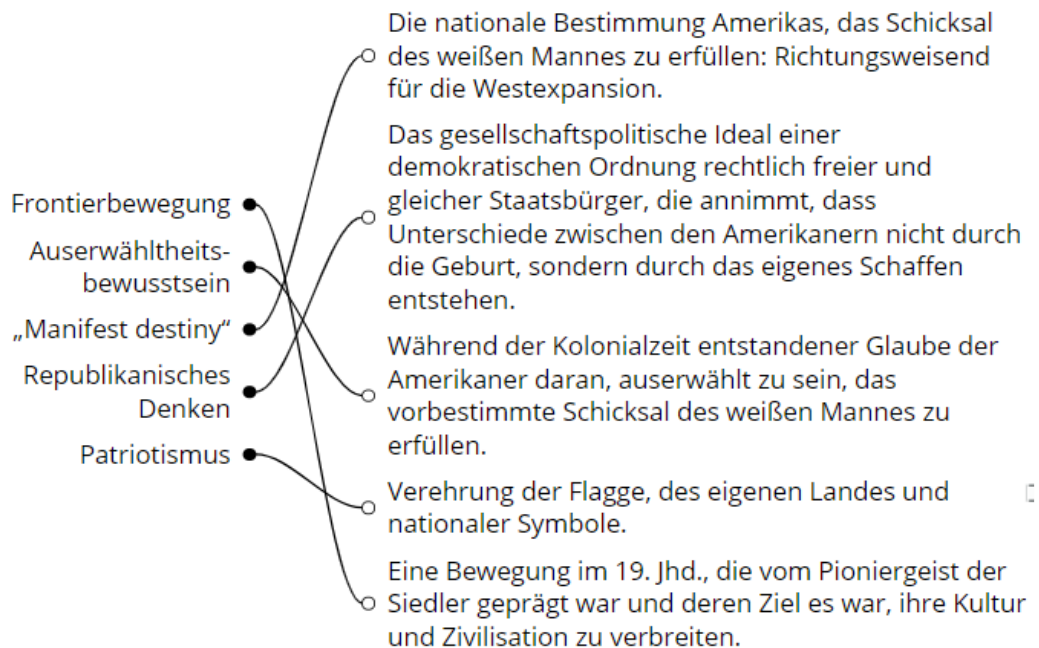 Frontierbewegung
Auserwähltheits-
bewusstsein
„Manifest destiny“
Republikanisches
Denken
Patriotismus
Die nationale Bestimmung Amerikas, das Schicksal
des weißen Mannes zu erfüllen: Richtungsweisend
für die Westexpansion.
Das gesellschaftspolitische Ideal einer
demokratischen Ordnung rechtlich freier und
gleicher Staatsbürger, die annimmt, dass
Unterschiede zwischen den Amerikanern nicht durch
die Geburt, sondern durch das eigenes Schaffen
entstehen.
Während der Kolonialzeit entstandener Glaube der
Amerikaner daran, auserwählt zu sein, das
vorbestimmte Schicksal des weißen Mannes zu
erfüllen.
Verehrung der Flagge, des eigenen Landes und
nationaler Symbole.
Eine Bewegung im 19. Jhd., die vom Pioniergeist der
Siedler geprägt war und deren Ziel es war, ihre Kultur
und Zivilisation zu verbreiten.